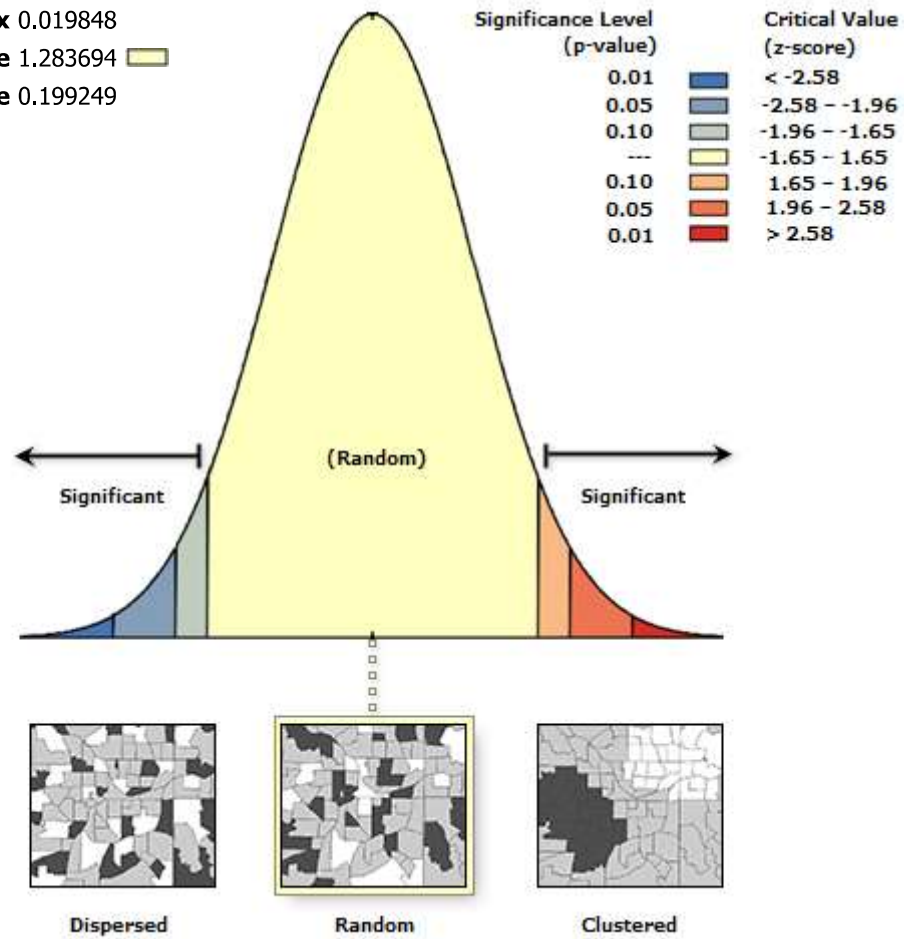 x 0.019848
e 1.283694
e 0.199249
Significance Level
(p-value)
Critical Value
(z-score)
0.01 < -2.58
0.05 -2.58 – -1.96
0.10 -1.96 – -1.65
--- -1.65 – 1.65
0.10 1.65 – 1.96
0.05 1.96 – 2.58
0.01 > 2.58
(Random)
Significant
Significant
Dispersed
Random
Clustered